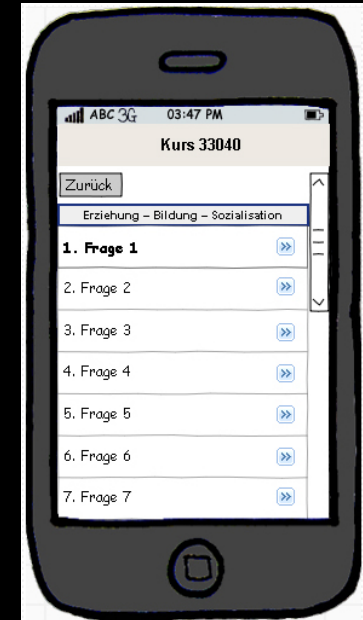 ABC 3G 03:47 PM
Kurs 33040
Zurück
Erziehung – Bildung – Sozialisation
1. Frage 1
2. Frage 2
3. Frage 3
4. Frage 4
5. Frage 5
6. Frage 6
7. Frage 7